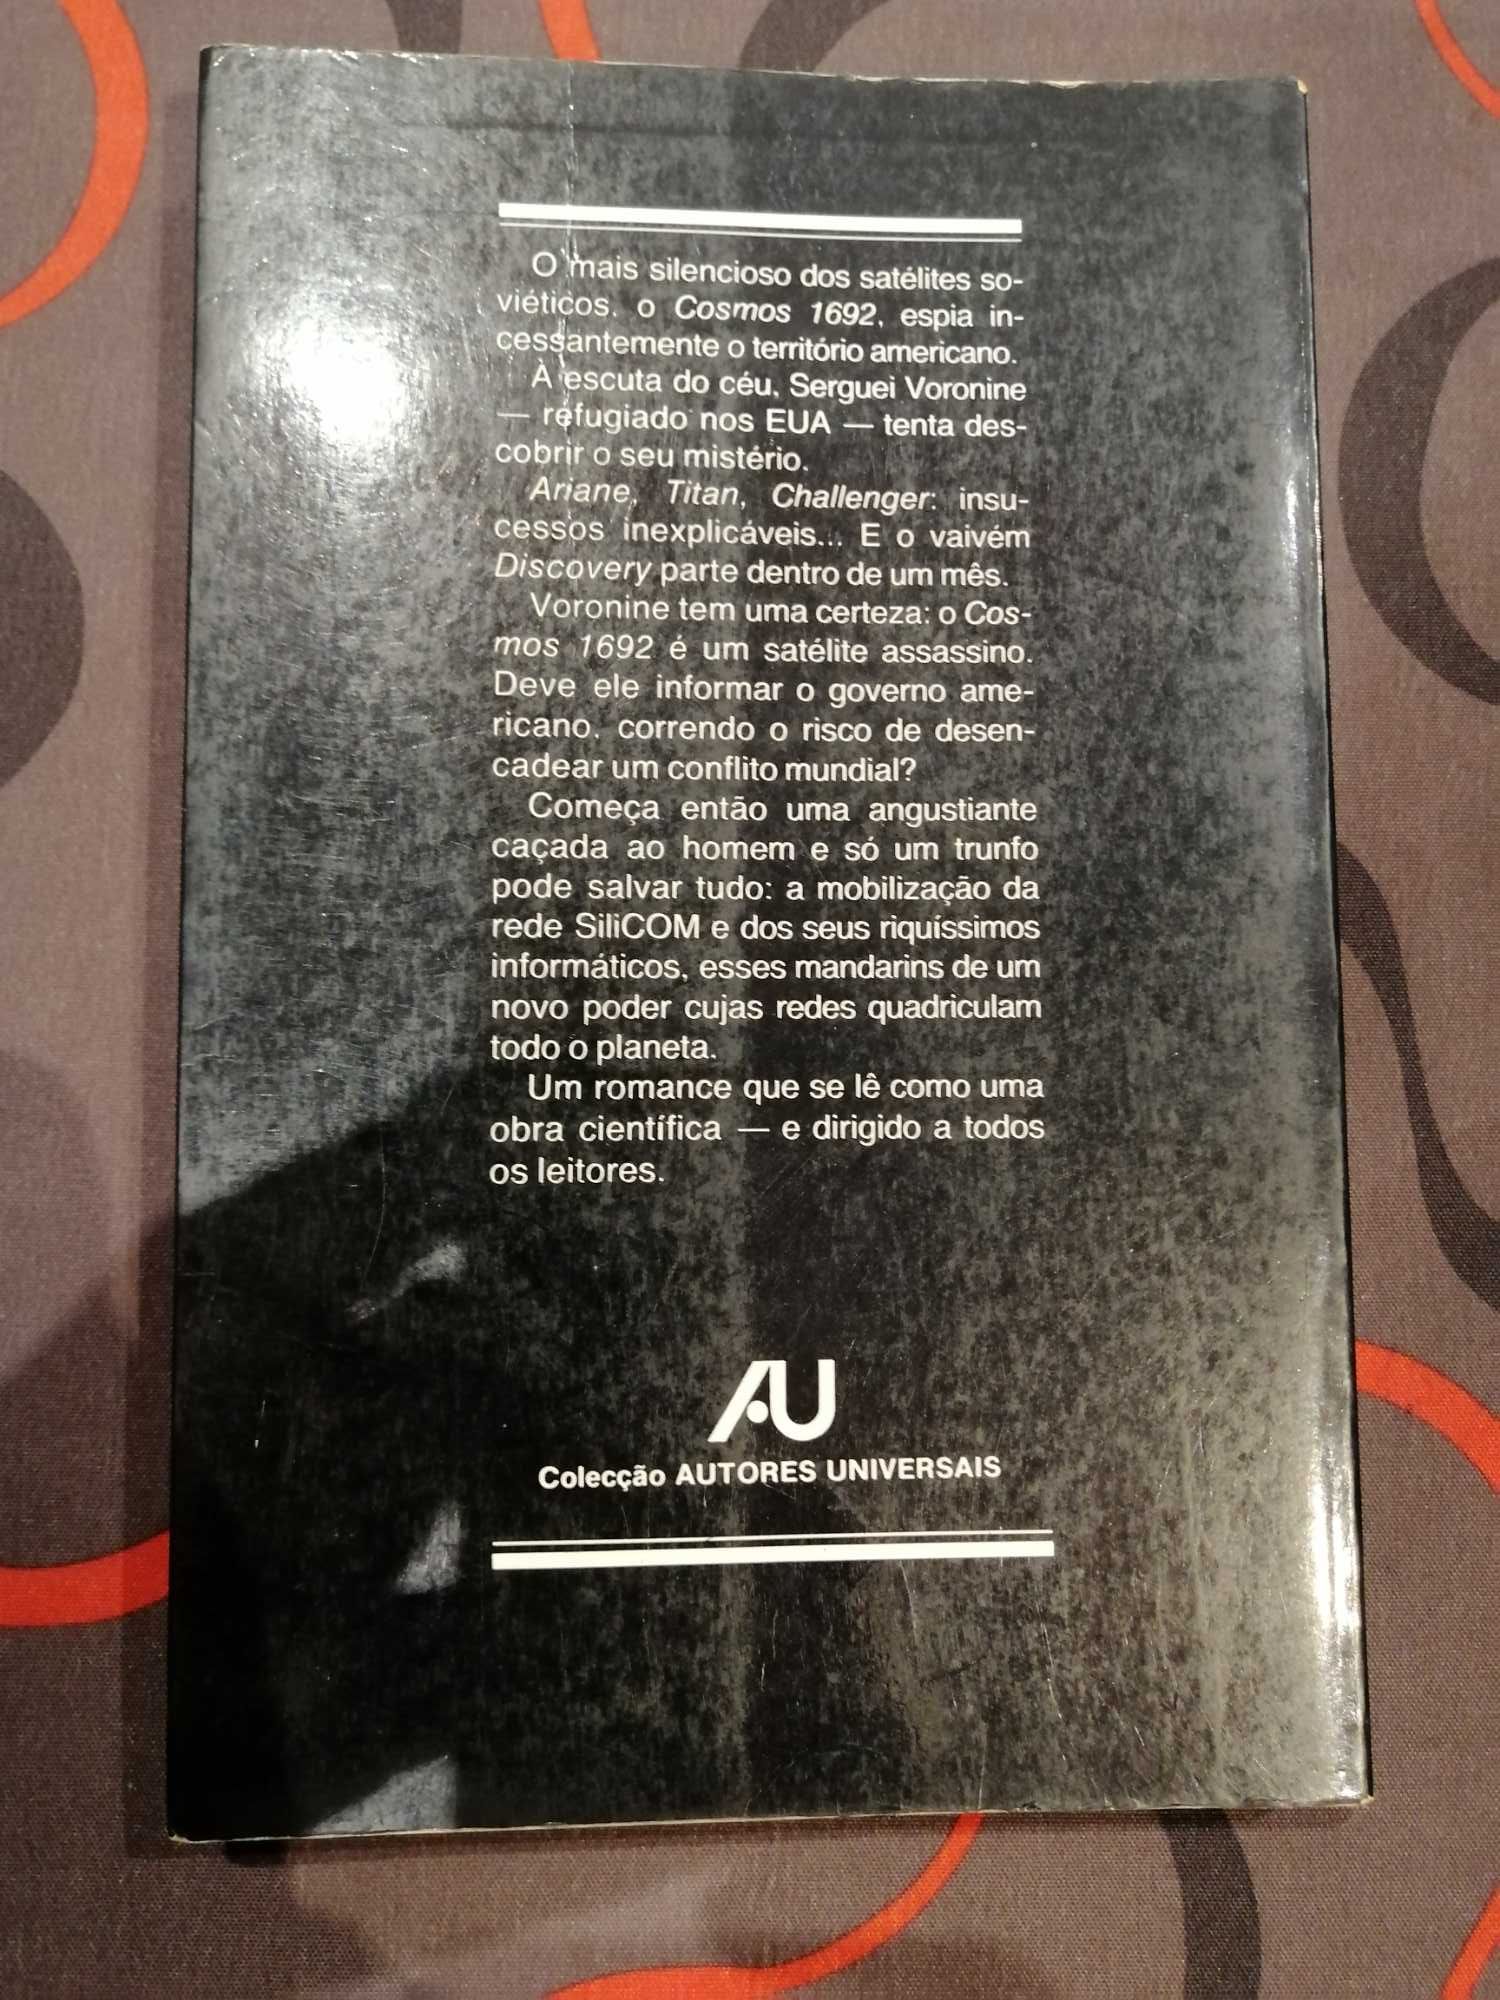 O mais silencioso dos satélites so-
viéticos, o Cosmos 1692, espia in-
cessantemente o território americano.
À escuta do céu, Serguei Voronine
— refugiado nos EUA — tenta des-
cobrir o seu mistério.
Ariane, Titan, Challenger: insu-
cessos inexplicáveis... E o vaivém
Discovery parte dentro de um mês.
Voronine tem uma certeza: o Cos-
mos 1692 é um satélite assassino.
Deve ele informar o governo ame-
ricano, correndo o risco de desen-
cadear um conflito mundial?
Começa então uma angustiante
caçada ao homem e só um trunfo
pode salvar tudo: a mobilização da
rede SiliCOM e dos seus riquíssimos
informáticos, esses mandarins de um
novo poder cujas redes quadriculam
todo o planeta.
Um romance que se lê como uma
obra científica — e dirigido a todos
os leitores.
AU
Colecção AUTORES UNIVERSAIS